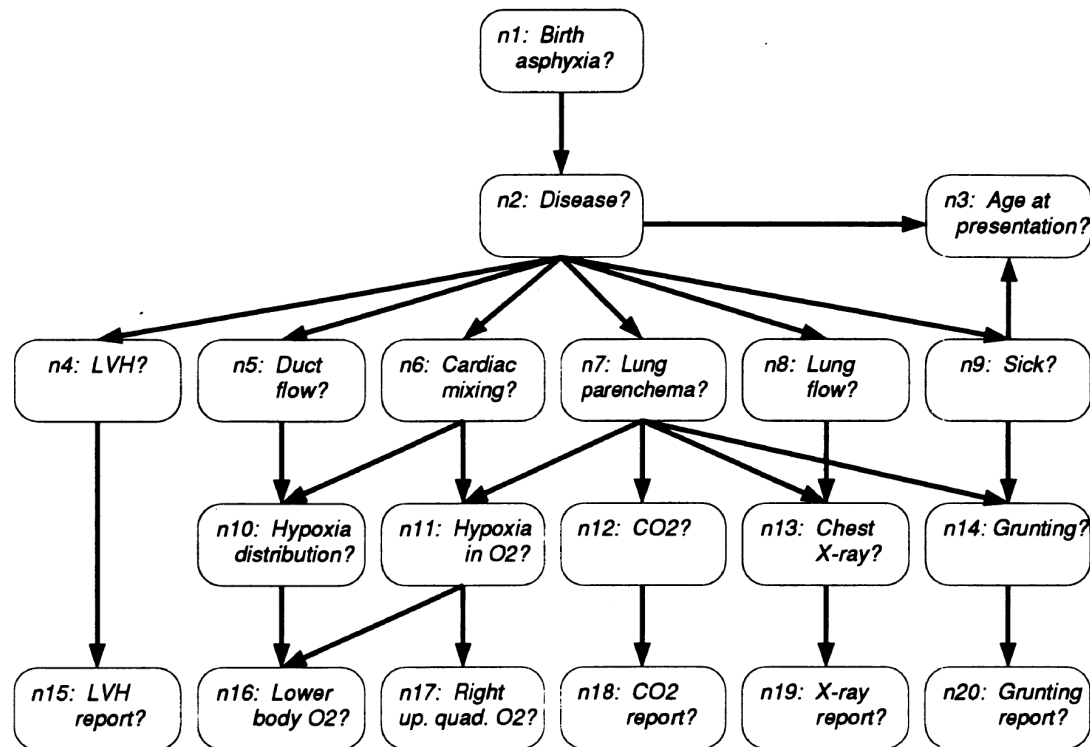 n1: Birth
asphyxia?
n2: Disease?
n3: Age at
presentation?
n4: LVH?
n5: Duct
flow?
n6: Cardiac
mixing?
n7: Lung
parenchema?
n8: Lung
flow?
n9: Sick?
n10: Hypoxia
distribution?
n11: Hypoxia
in O2?
n12: CO2?
n13: Chest
X-ray?
n14: Grunting?
n15: LVH
report?
n16: Lower
body O2?
n17: Right
up. quad. O2?
n18: CO2
report?
n19: X-ray
report?
n20: Grunting
report?